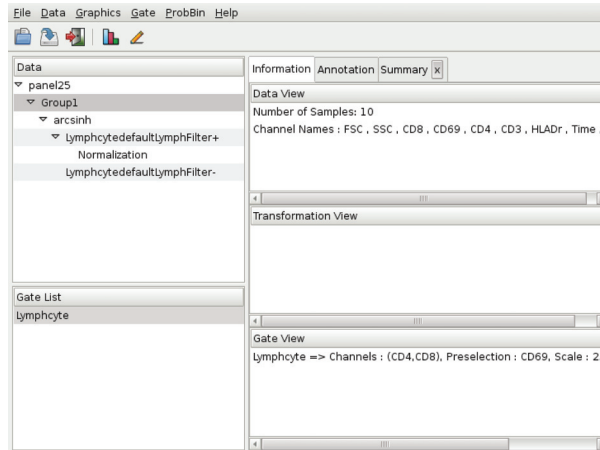 File Data Graphics Gate ProbBin Help
Data
panel25
Group1
arcsinh
LymphcytedefaultLymphFilter+
Normalization
LymphcytedefaultLymphFilter-
Gate List
Lymphcyte
Information Annotation Summary x
Data View
Number of Samples: 10
Channel Names : FSC , SSC , CD8 , CD69 , CD4 , CD3 , HLADr , Time
Transformation View
Gate View
Lymphcyte => Channels : (CD4,CD8), Preselection : CD69, Scale : 2